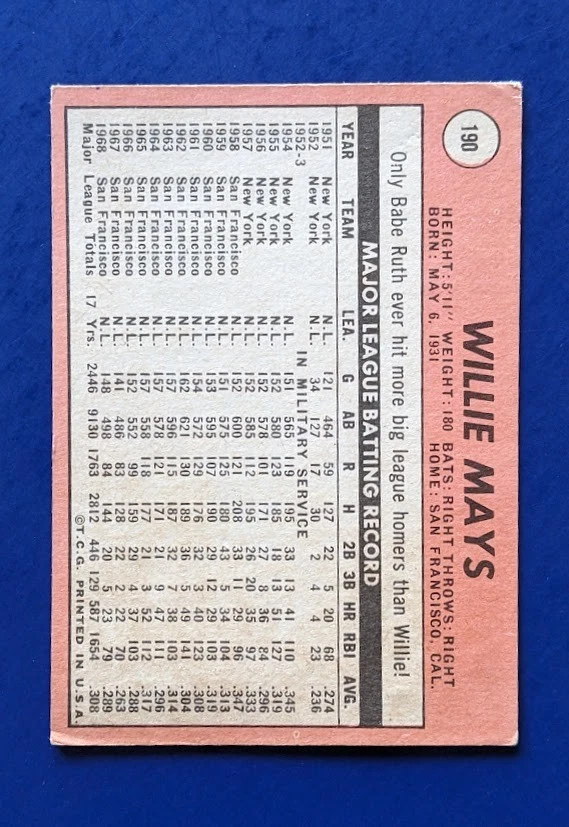 190
WILLIE MAYS
HEIGHT: 5'11" WEIGHT: 180 BATS: RIGHT THROWS: RIGHT
BORN: MAY 6, 1931 HOME: SAN FRANCISCO, CAL.
Only Babe Ruth ever hit more big league homers than Willie!
MAJOR LEAGUE BATTING RECORD
YEAR TEAM LEA. G AB R H 2B 3B HR RBI AVG.
1951 New York N.L. 121 464 59 127 22 5 20 68 .274
1952 New York N.L. 34 127 17 30 2 4 4 23 .236
1952-3 IN MILITARY SERVICE
1954 New York N.L. 151 565 119 195 33 13 41 110 .345
1955 New York N.L. 152 580 123 185 18 13 51 127 .319
1956 New York N.L. 152 578 101 171 27 8 36 84 .296
1957 New York N.L. 152 585 112 195 26 20 35 97 .333
1958 San Francisco N.L. 152 600 121 208 33 11 29 96 .347
1959 San Francisco N.L. 151 575 125 180 43 5 34 104 .313
1960 San Francisco N.L. 153 595 107 190 29 12 29 103 .319
1961 San Francisco N.L. 154 572 129 176 32 3 40 123 .308
1962 San Francisco N.L. 162 621 130 189 36 5 49 141 .304
1963 San Francisco N.L. 157 596 115 187 32 7 38 103 .314
1964 San Francisco N.L. 157 578 121 171 21 9 47 111 .296
1965 San Francisco N.L. 157 558 118 177 21 3 52 112 .317
1966 San Francisco N.L. 152 552 99 159 29 4 37 103 .288
1967 San Francisco N.L. 141 486 83 128 22 2 22 70 .263
1968 San Francisco N.L. 148 498 84 144 20 5 23 79 .289
Major League Totals 17 Yrs. 2446 9130 1763 2812 446 129 587 1654 .308
©T.C.G. PRINTED IN U.S.A.